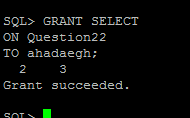 SQL> GRANT SELECT
ON Question22
TO ahadaegh;
2 3
Grant succeeded.
SQL>